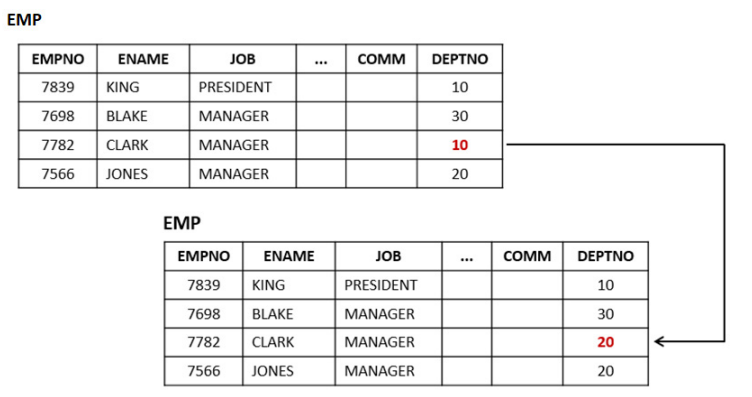 EMP
EMPNO ENAME JOB ... COMM DEPTNO
7839 KING PRESIDENT 10
7698 BLAKE MANAGER 30
7782 CLARK MANAGER 10
7566 JONES MANAGER 20
EMP
EMPNO ENAME JOB ... COMM DEPTNO
7839 KING PRESIDENT 10
7698 BLAKE MANAGER 30
7782 CLARK MANAGER 20
7566 JONES MANAGER 20